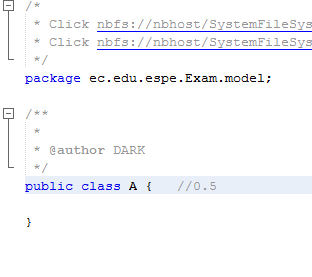 /*
 * Click nbfs://nbhost/SystemFileSys
 * Click nbfs://nbhost/SystemFileSys
 */
package ec.edu.espe.Exam.model;
/**
 *
 * @author DARK
 */
public class A {   //0.5
}